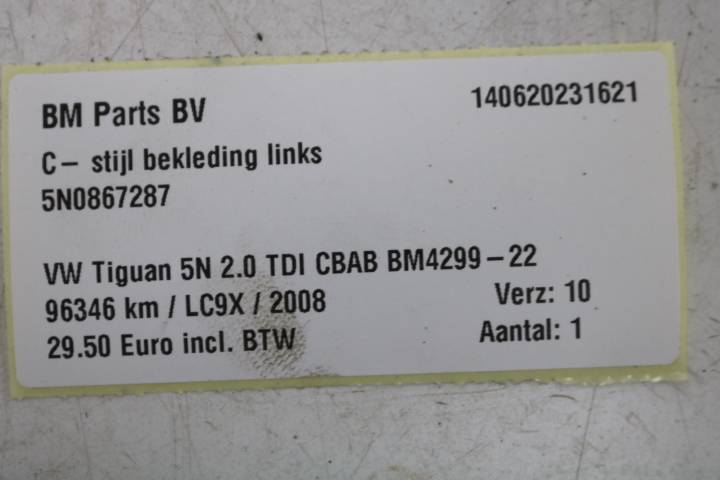 BM Parts BV 140620231621
C- stijl bekleding links
5N0867287
VW Tiguan 5N 2.0 TDI CBAB BM4299-22
96346 km / LC9X / 2008 Verz: 10
29.50 Euro incl. BTW Aantal: 1